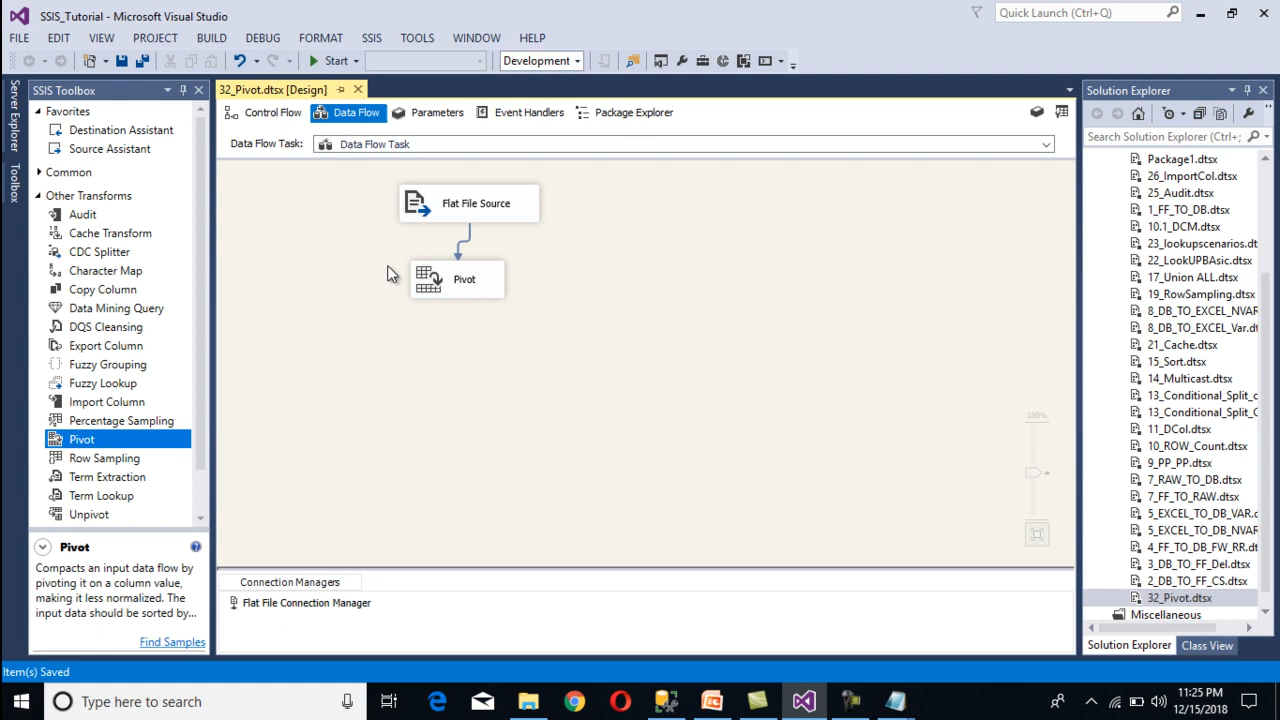 SSIS_Tutorial - Microsoft Visual Studio
Quick Launch (Ctrl+Q)
FILE EDIT VIEW PROJECT BUILD DEBUG FORMAT SSIS TOOLS WINDOW HELP
Start Development
Server Explorer
Toolbox
SSIS Toolbox
Favorites
Destination Assistant
Source Assistant
Common
Other Transforms
Audit
Cache Transform
CDC Splitter
Character Map
Copy Column
Data Mining Query
DQS Cleansing
Export Column
Fuzzy Grouping
Fuzzy Lookup
Import Column
Percentage Sampling
Pivot
Row Sampling
Term Extraction
Term Lookup
Unpivot
Pivot
Compacts an input data flow by
pivoting it on a column value,
making it less normalized. The
input data should be sorted by...
Find Samples
32_Pivot.dtsx [Design]
Control Flow Data Flow Parameters Event Handlers Package Explorer
Data Flow Task: Data Flow Task
Flat File Source
Pivot
100%
Connection Managers
Flat File Connection Manager
Solution Explorer
Search Solution Explorer (Ctrl+;
Package1.dtsx
26_ImportCol.dtsx
25_Audit.dtsx
1_FF_TO_DB.dtsx
10.1_DCM.dtsx
23_lookupscenarios.dt
22_LookUPBAsic.dtsx
17_Union ALL.dtsx
19_RowSampling.dtsx
8_DB_TO_EXCEL_NVAR
8_DB_TO_EXCEL_Var.dt
21_Cache.dtsx
15_Sort.dtsx
14_Multicast.dtsx
13_Conditional_Split_c
13_Conditional_Split_C
11_DCol.dtsx
10_ROW_Count.dtsx
9_PP_PP.dtsx
7_RAW_TO_DB.dtsx
7_FF_TO_RAW.dtsx
5_EXCEL_TO_DB_VAR.c
5_EXCEL_TO_DB_NVAR
4_FF_TO_DB_FW_RR.dt
3_DB_TO_FF_Del.dtsx
2_DB_TO_FF_CS.dtsx
32_Pivot.dtsx
Miscellaneous
Solution Explorer Class View
Item(s) Saved
Type here to search
11:25 PM
12/15/2018